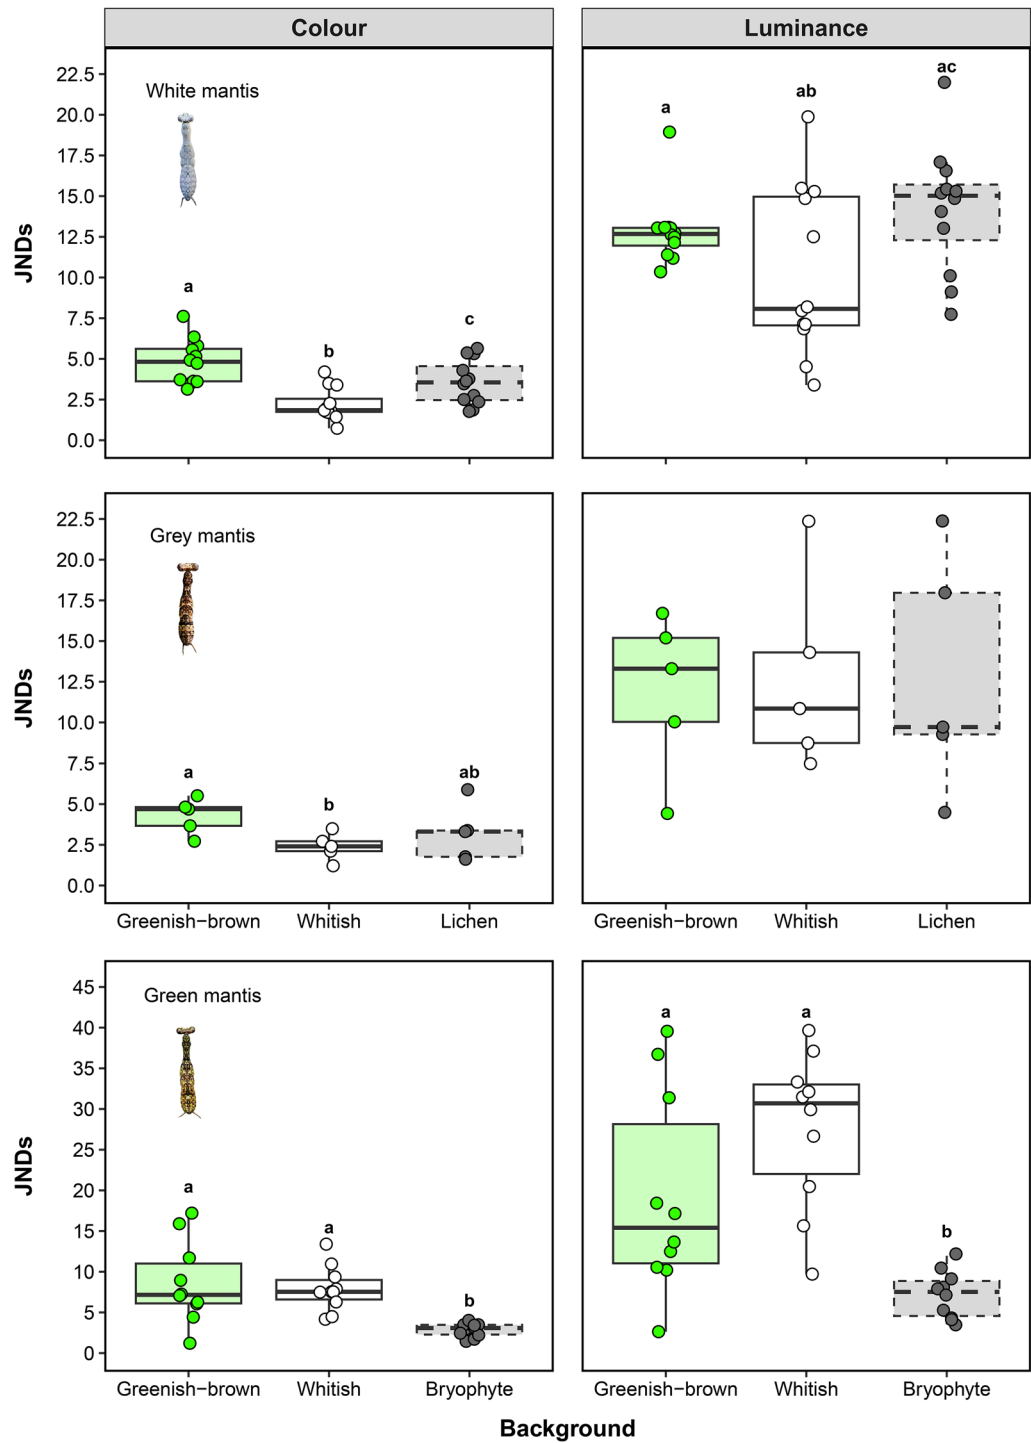 Colour
Luminance
White mantis
JNDs
22.5
20.0
17.5
15.0
12.5
10.0
7.5
5.0
2.5
0.0
a
b
c
a
ab
ac
Grey mantis
JNDs
22.5
20.0
17.5
15.0
12.5
10.0
7.5
5.0
2.5
0.0
a
b
ab
Greenish−brown
Whitish
Lichen
Greenish−brown
Whitish
Lichen
Green mantis
JNDs
45
40
35
30
25
20
15
10
5
0
a
a
b
a
a
b
Greenish−brown
Whitish
Bryophyte
Greenish−brown
Whitish
Bryophyte
Background